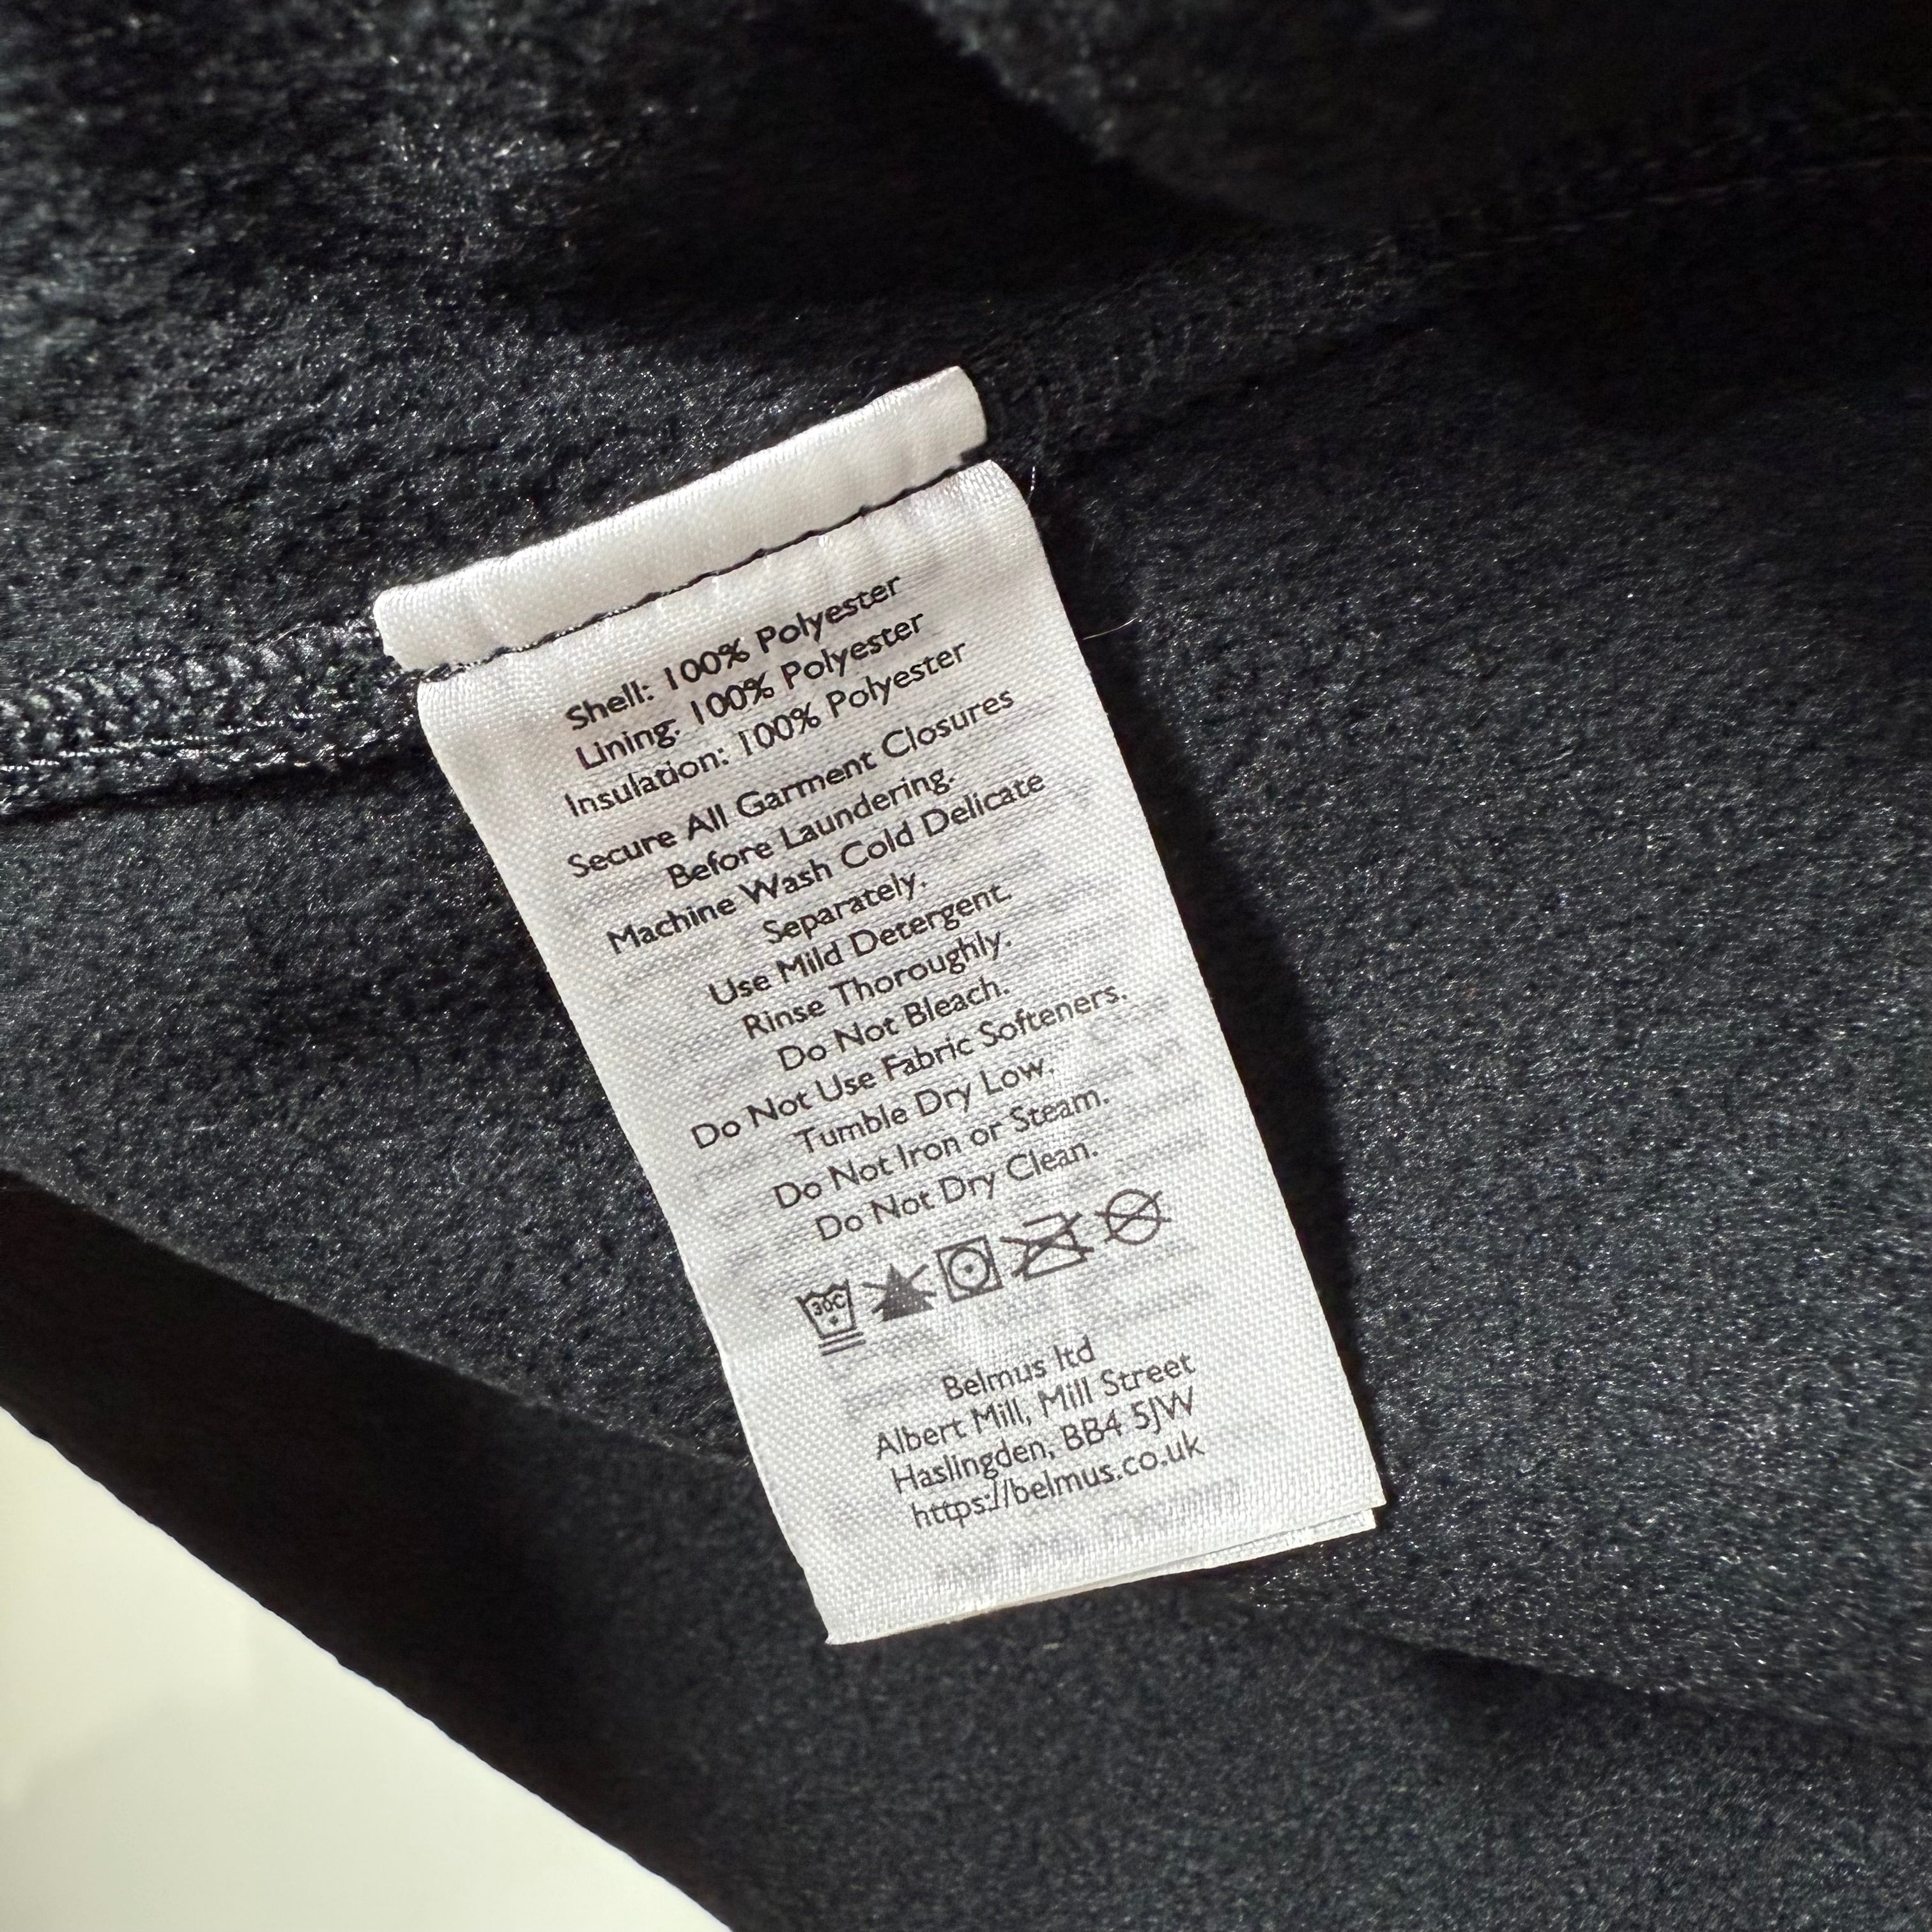 Shell: 100% Polyester
Lining: 100% Polyester
Insulation: 100% Polyester
Secure All Garment Closures
Before Laundering.
Machine Wash Cold Delicate
Separately.
Use Mild Detergent.
Rinse Thoroughly.
Do Not Bleach.
Do Not Use Fabric Softeners.
Tumble Dry Low.
Do Not Iron or Steam.
Do Not Dry Clean.
30C
Belmus ltd
Albert Mill, Mill Street
Haslingden, BB4 5JW
https://belmus.co.uk